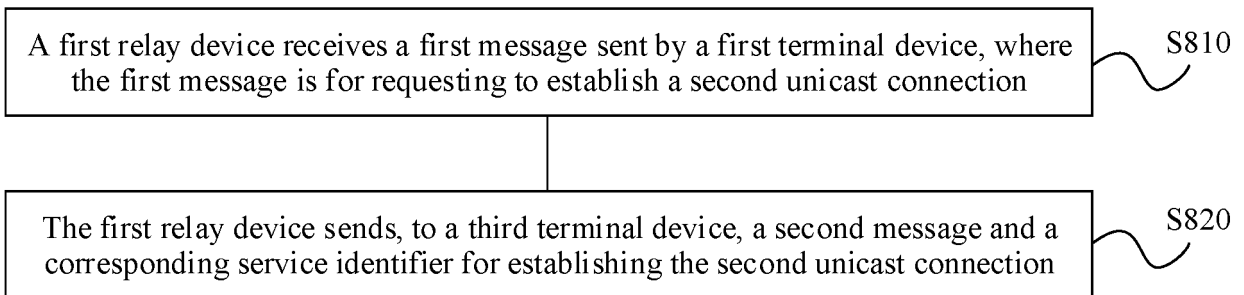 A first relay device receives a first message sent by a first terminal device, where
the first message is for requesting to establish a second unicast connection
S810
The first relay device sends, to a third terminal device, a second message and a
corresponding service identifier for establishing the second unicast connection
S820